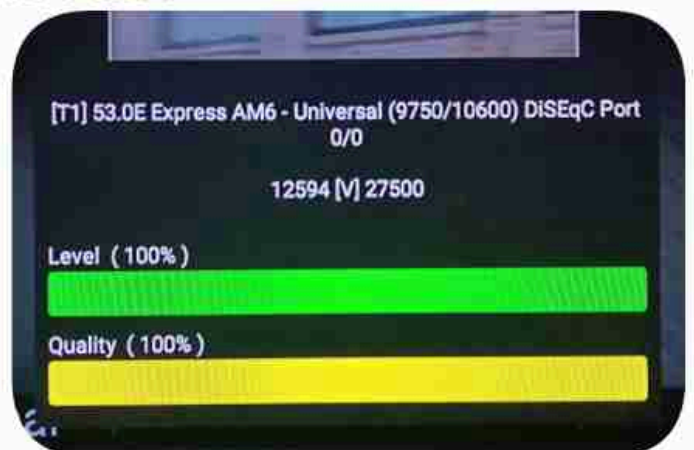 [T1] 53.0E Express AM6 - Universal (9750/10600) DiSEqC Port
0/0
12594 [V] 27500
Level ( 100% )
Quality ( 100% )